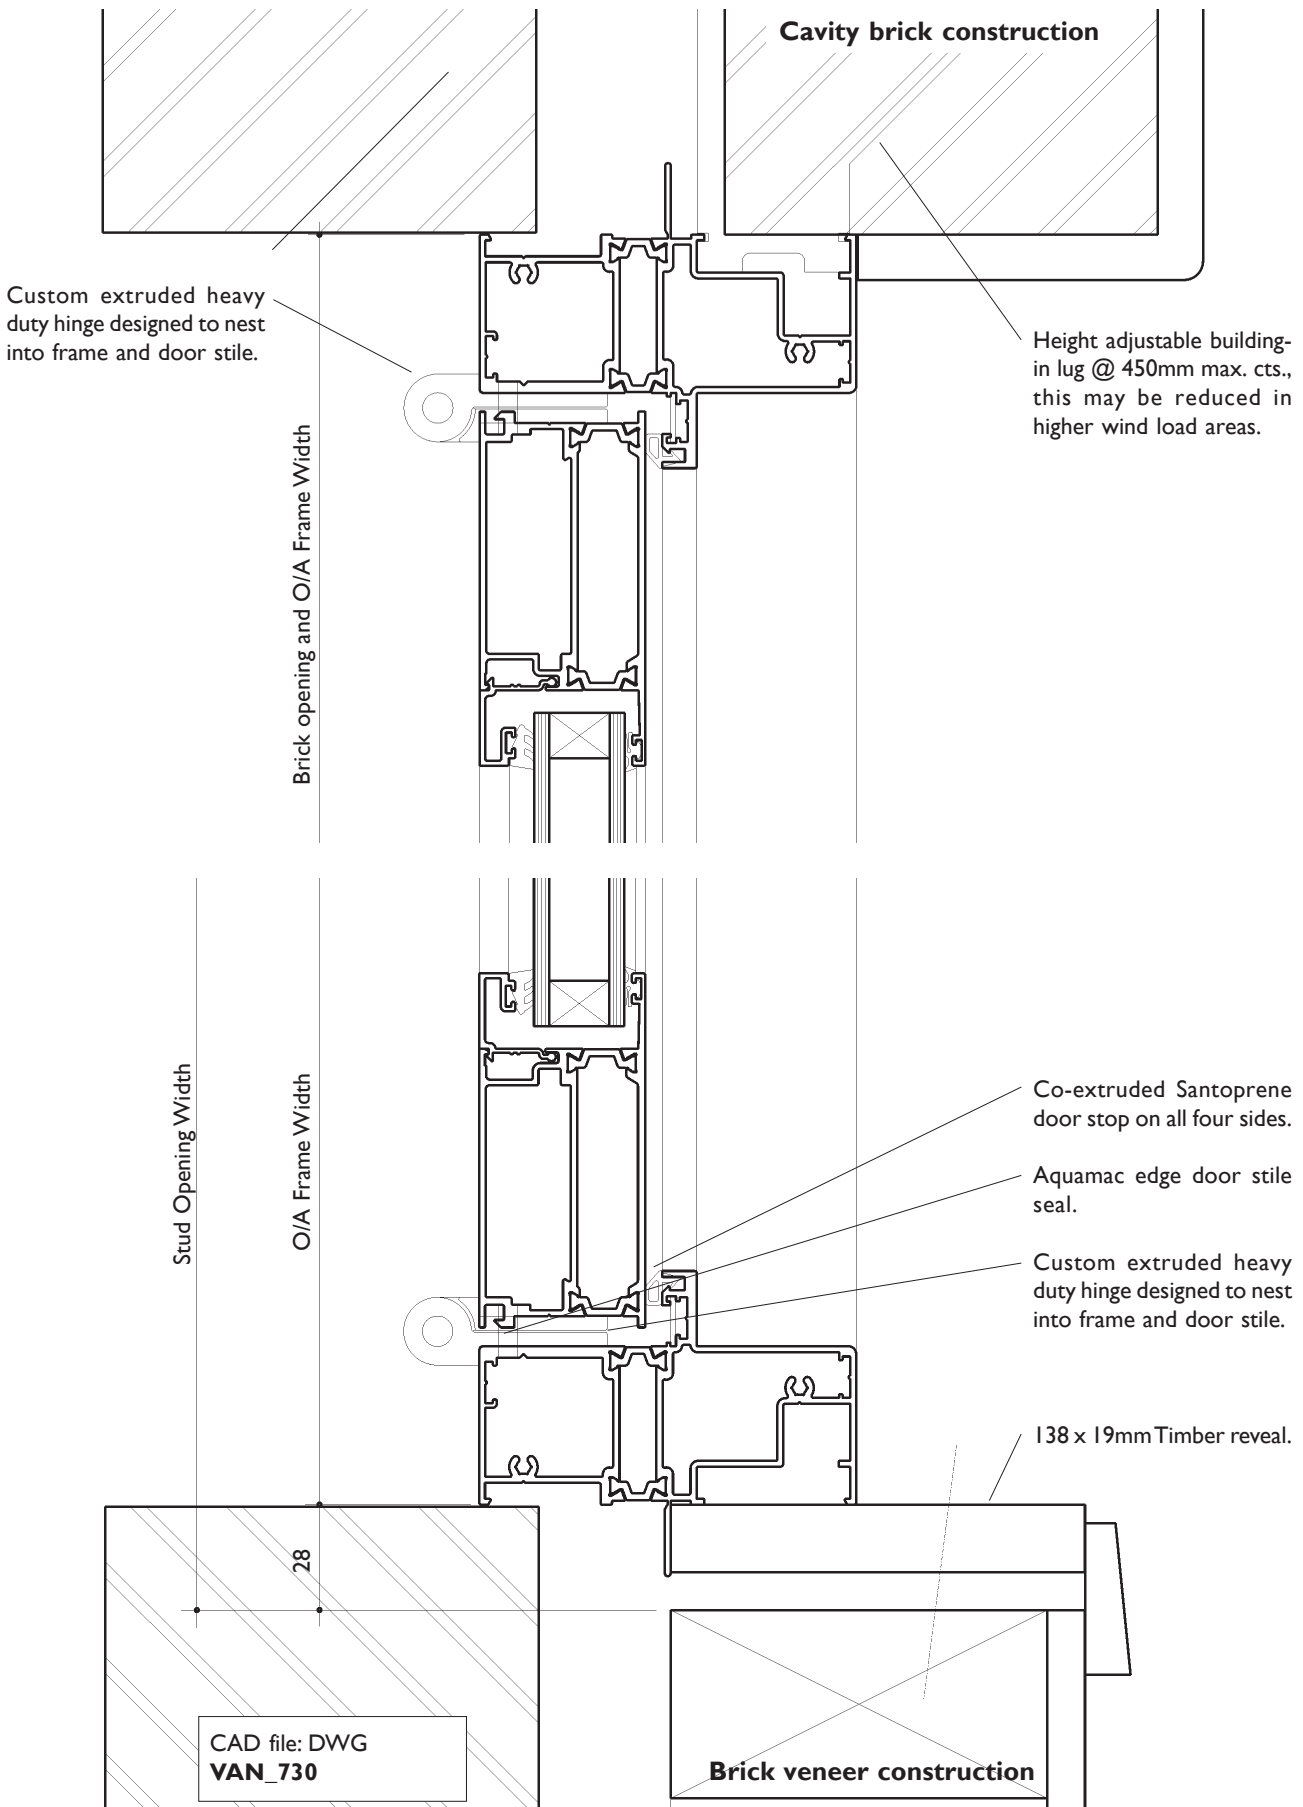 Cavity brick construction
Custom extruded heavy
duty hinge designed to nest
into frame and door stile.
Height adjustable building-
in lug @ 450mm max. cts.,
this may be reduced in
higher wind load areas.
Brick opening and O/A Frame Width
Stud Opening Width
O/A Frame Width
Co-extruded Santoprene
door stop on all four sides.
Aquamac edge door stile
seal.
Custom extruded heavy
duty hinge designed to nest
into frame and door stile.
138 x 19mm Timber reveal.
28
CAD file: DWG
VAN_730
Brick veneer construction